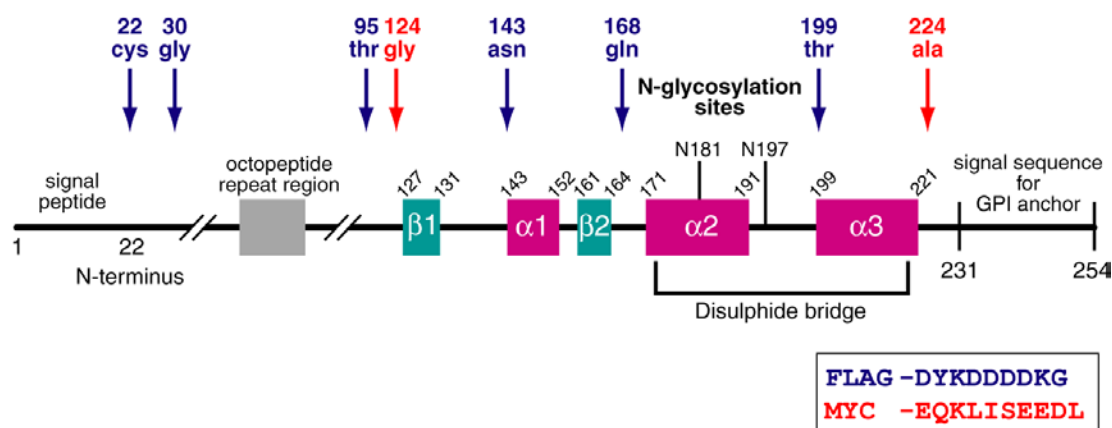 22 30 95 124 143 168 199 224
cys gly thr gly asn gln thr ala
N-glycosylation
sites
N181 N197
octopeptide
repeat region
signal
peptide
signal sequence
for
GPI anchor
127 131 143 152 161 164 171 191 199 221
β1 α1 β2 α2 α3
1 22 231 254
N-terminus
Disulphide bridge
FLAG -DYKDDDDKG
MYC -EQKLISEEDL